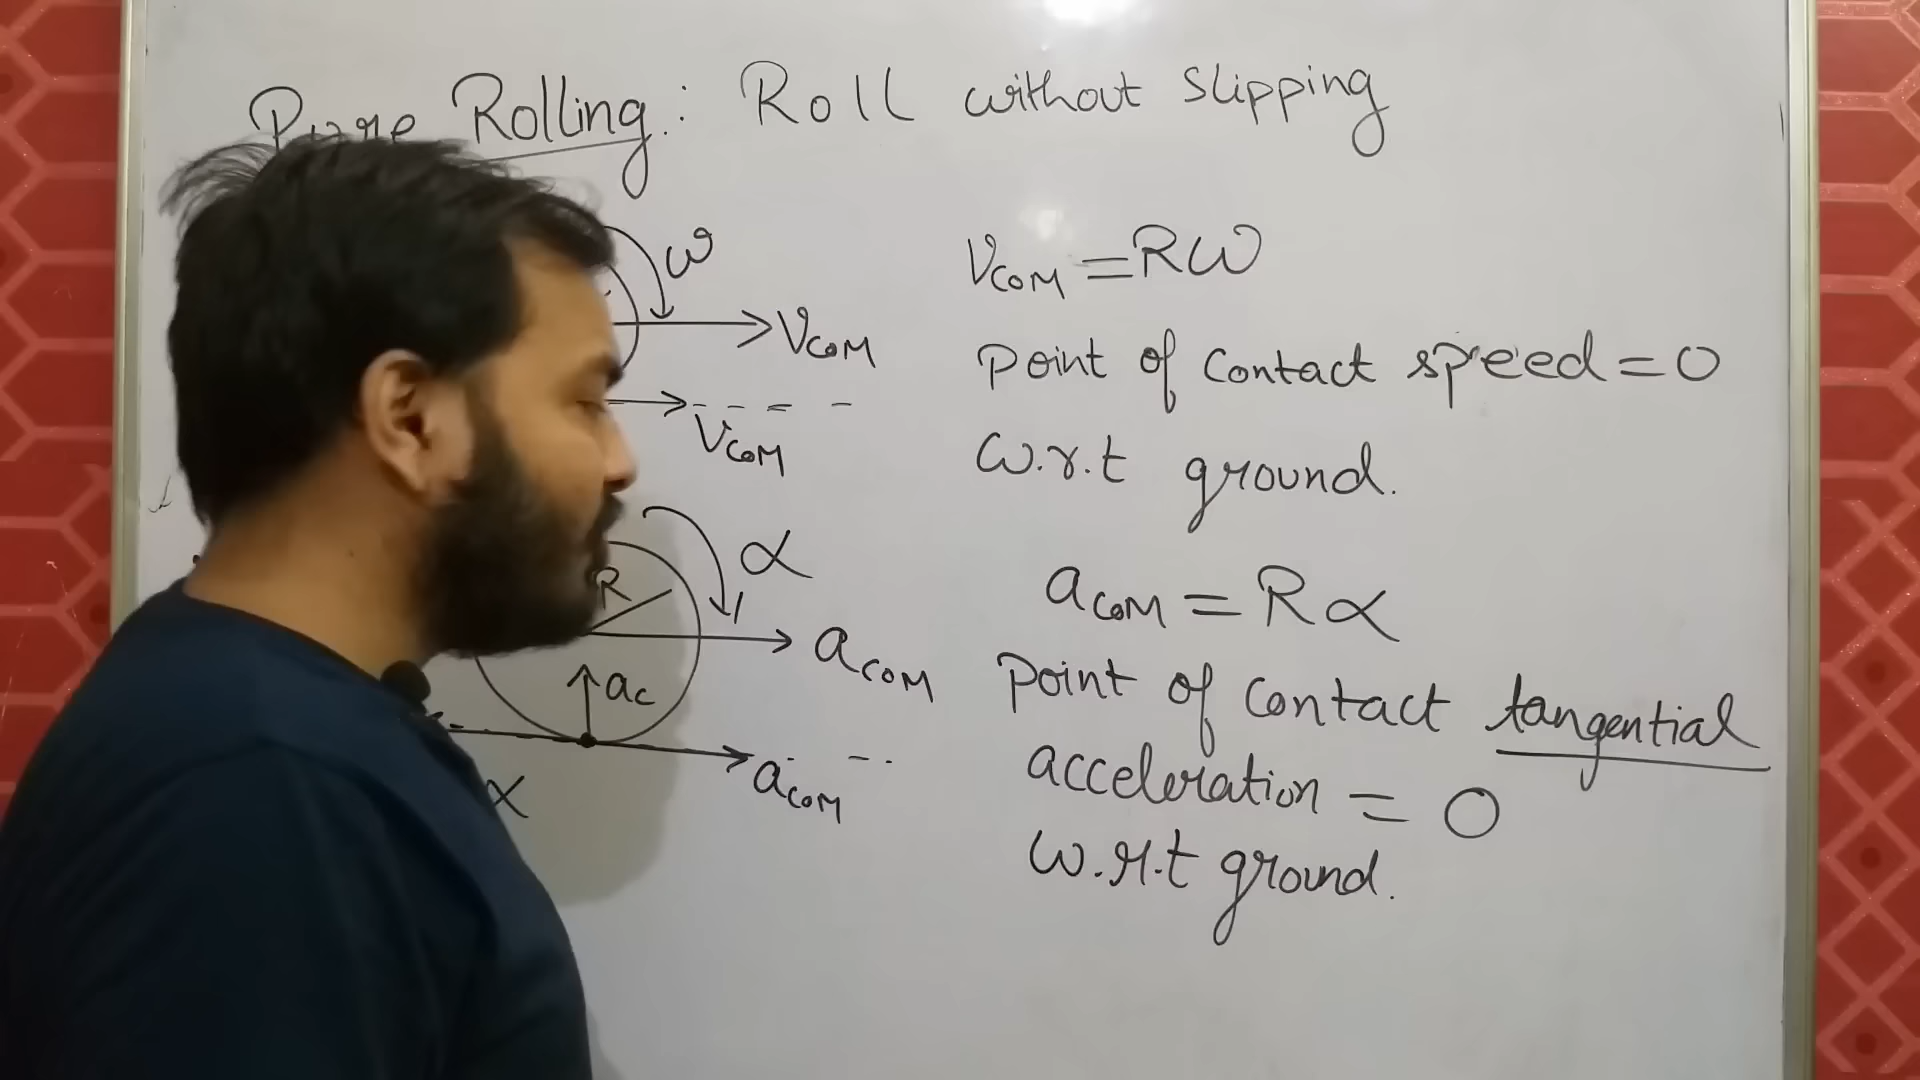 Pure Rolling : Roll without slipping
ω
VCOM
VCOM
VCOM = Rω
Point of contact speed = 0
w.r.t ground.
α
R
aCOM
ac
aCOM
α
aCOM = Rα
Point of contact tangential
acceleration = 0
w.r.t ground.